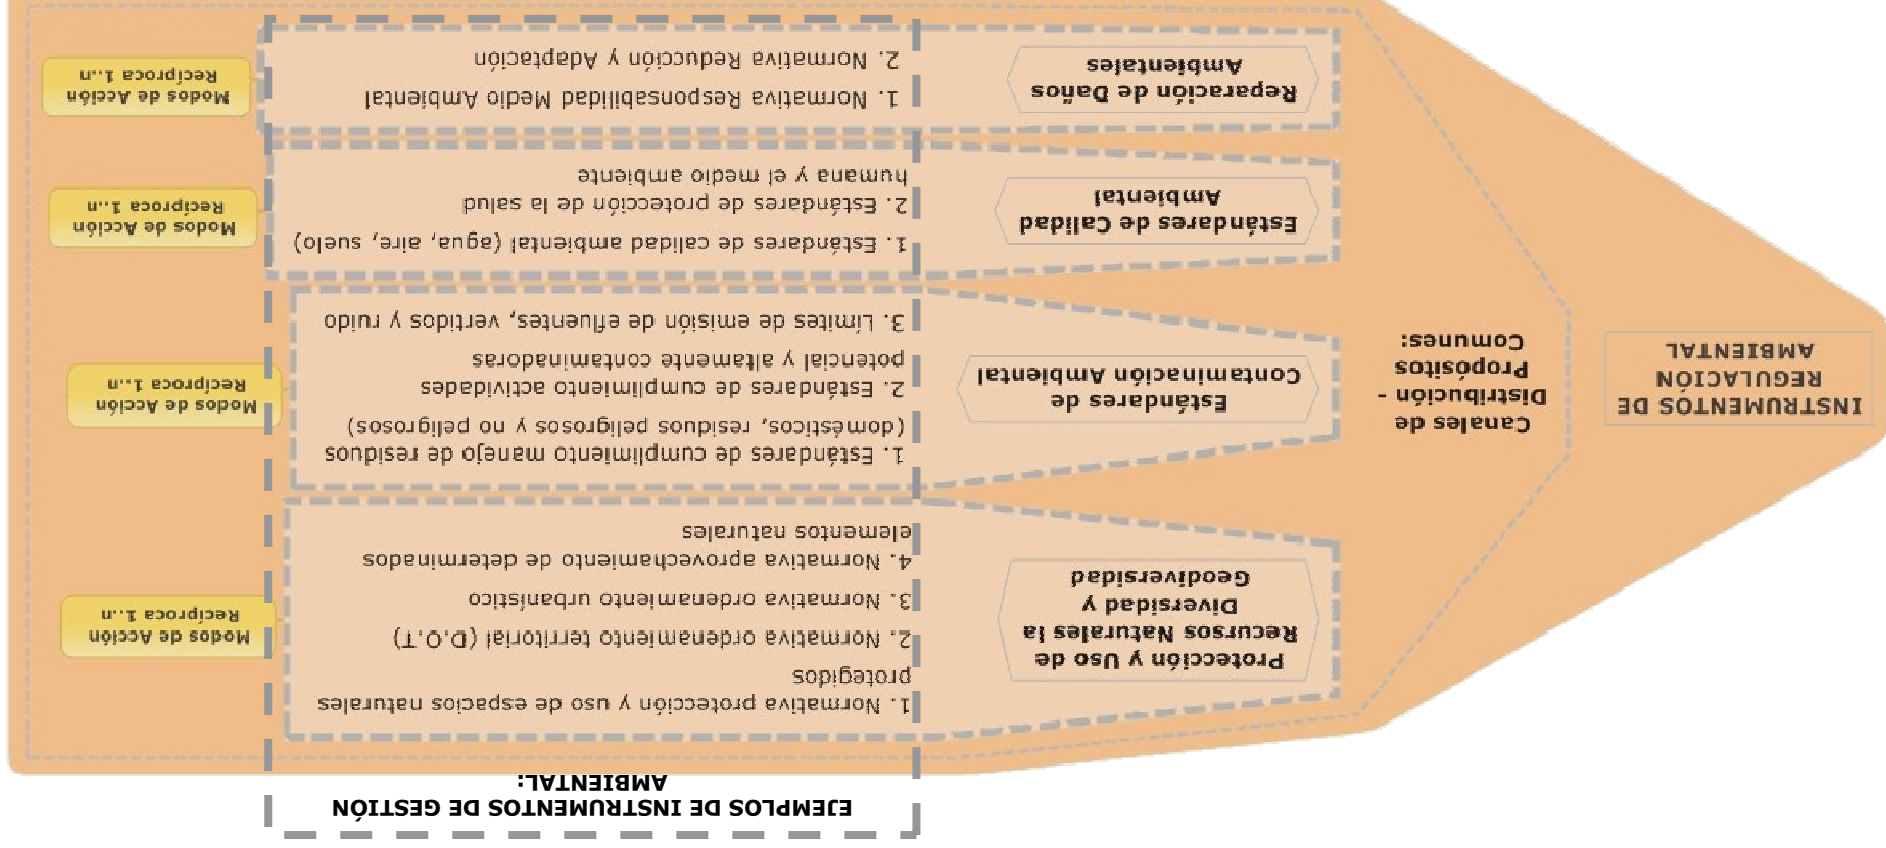 EJEMPLOS DE INSTRUMENTOS DE GESTIÓN
AMBIENTAL:
INSTRUMENTOS DE
REGULACIÓN
AMBIENTAL
Canales de
Distribución -
Propósitos
Comunes:
Protección y Uso de
Recursos Naturales la
Diversidad y
Geodiversidad
1. Normativa protección y uso de espacios naturales
protegidos
2. Normativa ordenamiento territorial (D.O.T)
3. Normativa ordenamiento urbanístico
4. Normativa aprovechamiento de determinados
elementos naturales
Modos de Acción
Recíproca 1..n
Estándares de
Contaminación Ambiental
1. Estándares de cumplimiento manejo de residuos
(domésticos, residuos peligrosos y no peligrosos)
2. Estándares de cumplimiento actividades
potencial y altamente contaminadoras
3. Límites de emisión de efluentes, vertidos y ruido
Modos de Acción
Recíproca 1..n
Estándares de Calidad
Ambiental
1. Estándares de calidad ambiental (agua, aire, suelo)
2. Estándares de protección de la salud
humana y el medio ambiente
Modos de Acción
Recíproca 1..n
Reparación de Daños
Ambientales
1. Normativa Responsabilidad Medio Ambiental
2. Normativa Reducción y Adaptación
Modos de Acción
Recíproca 1..n